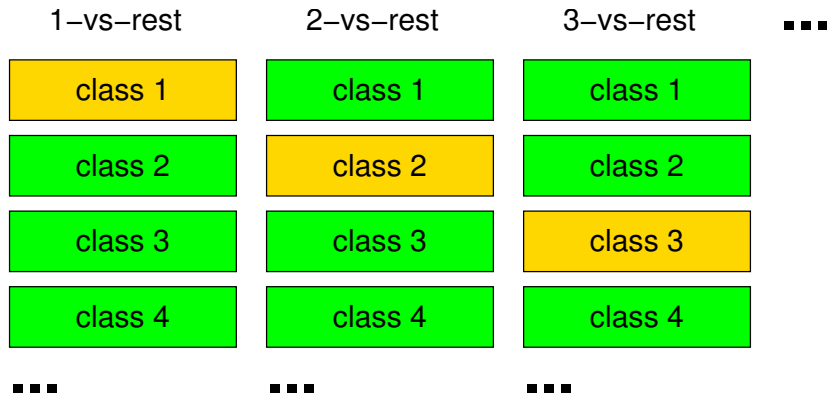 1−vs−rest 2−vs−rest 3−vs−rest ...
class 1 class 1 class 1
class 2 class 2 class 2
class 3 class 3 class 3
class 4 class 4 class 4
... ... ...